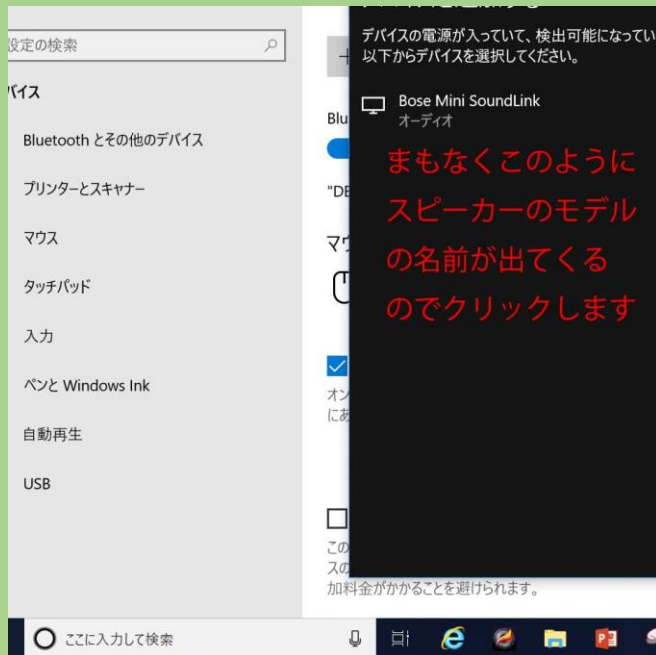 設定の検索
バイス
Bluetooth とその他のデバイス
プリンターとスキャナー
マウス
タッチパッド
入力
ペンと Windows Ink
自動再生
USB
Blu
"DE
マウ
オン
にあ
この
スの
加料金がかかることを避けられます。
デバイスの電源が入っていて、検出可能になってい
以下からデバイスを選択してください。
Bose Mini SoundLink
オーディオ
まもなくこのように
スピーカーのモデル
の名前が出てくる
のでクリックします
ここに入力して検索